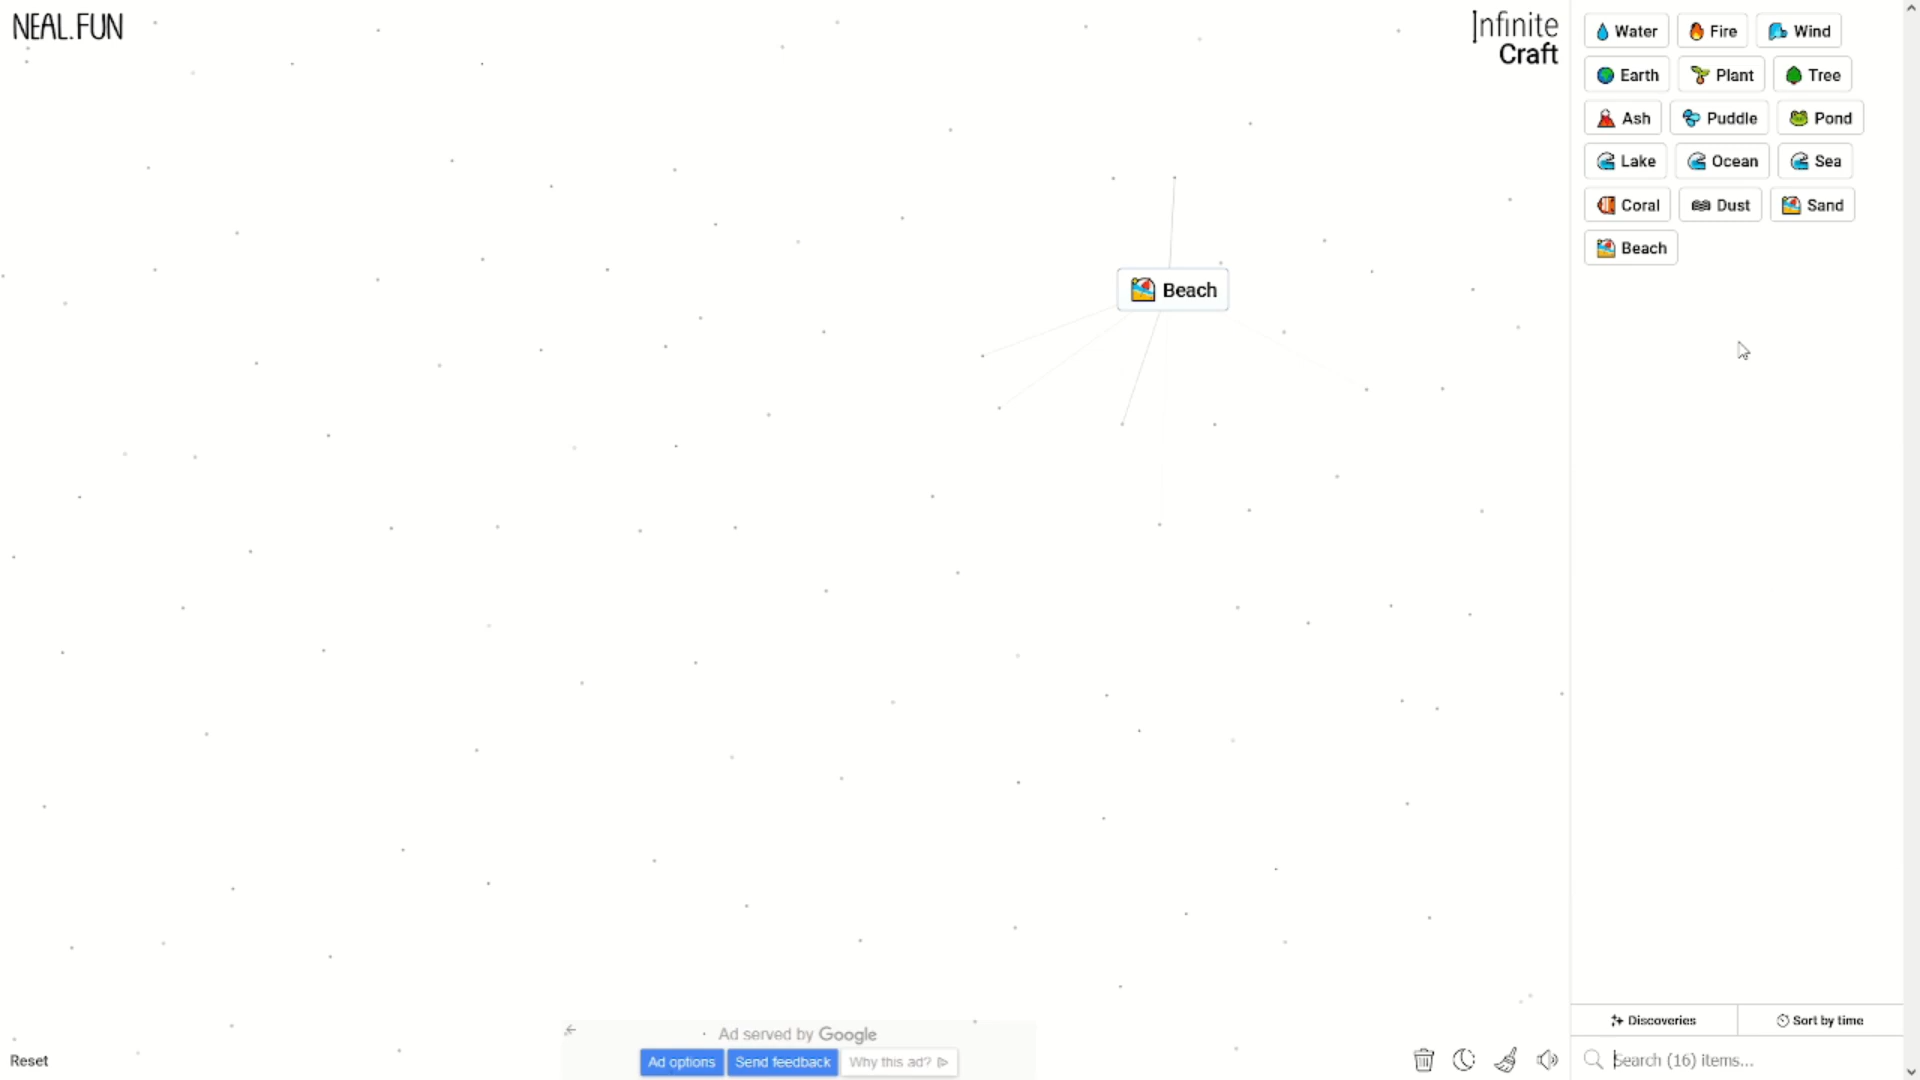 NEAL.FUN
Infinite
Craft
Water
Fire
Wind
Earth
Plant
Tree
Ash
Puddle
Pond
Lake
Ocean
Sea
Coral
Dust
Sand
Beach
Beach
Discoveries
Sort by time
Search (16) items...
Ad served by Google
Ad options
Send feedback
Why this ad?
Reset